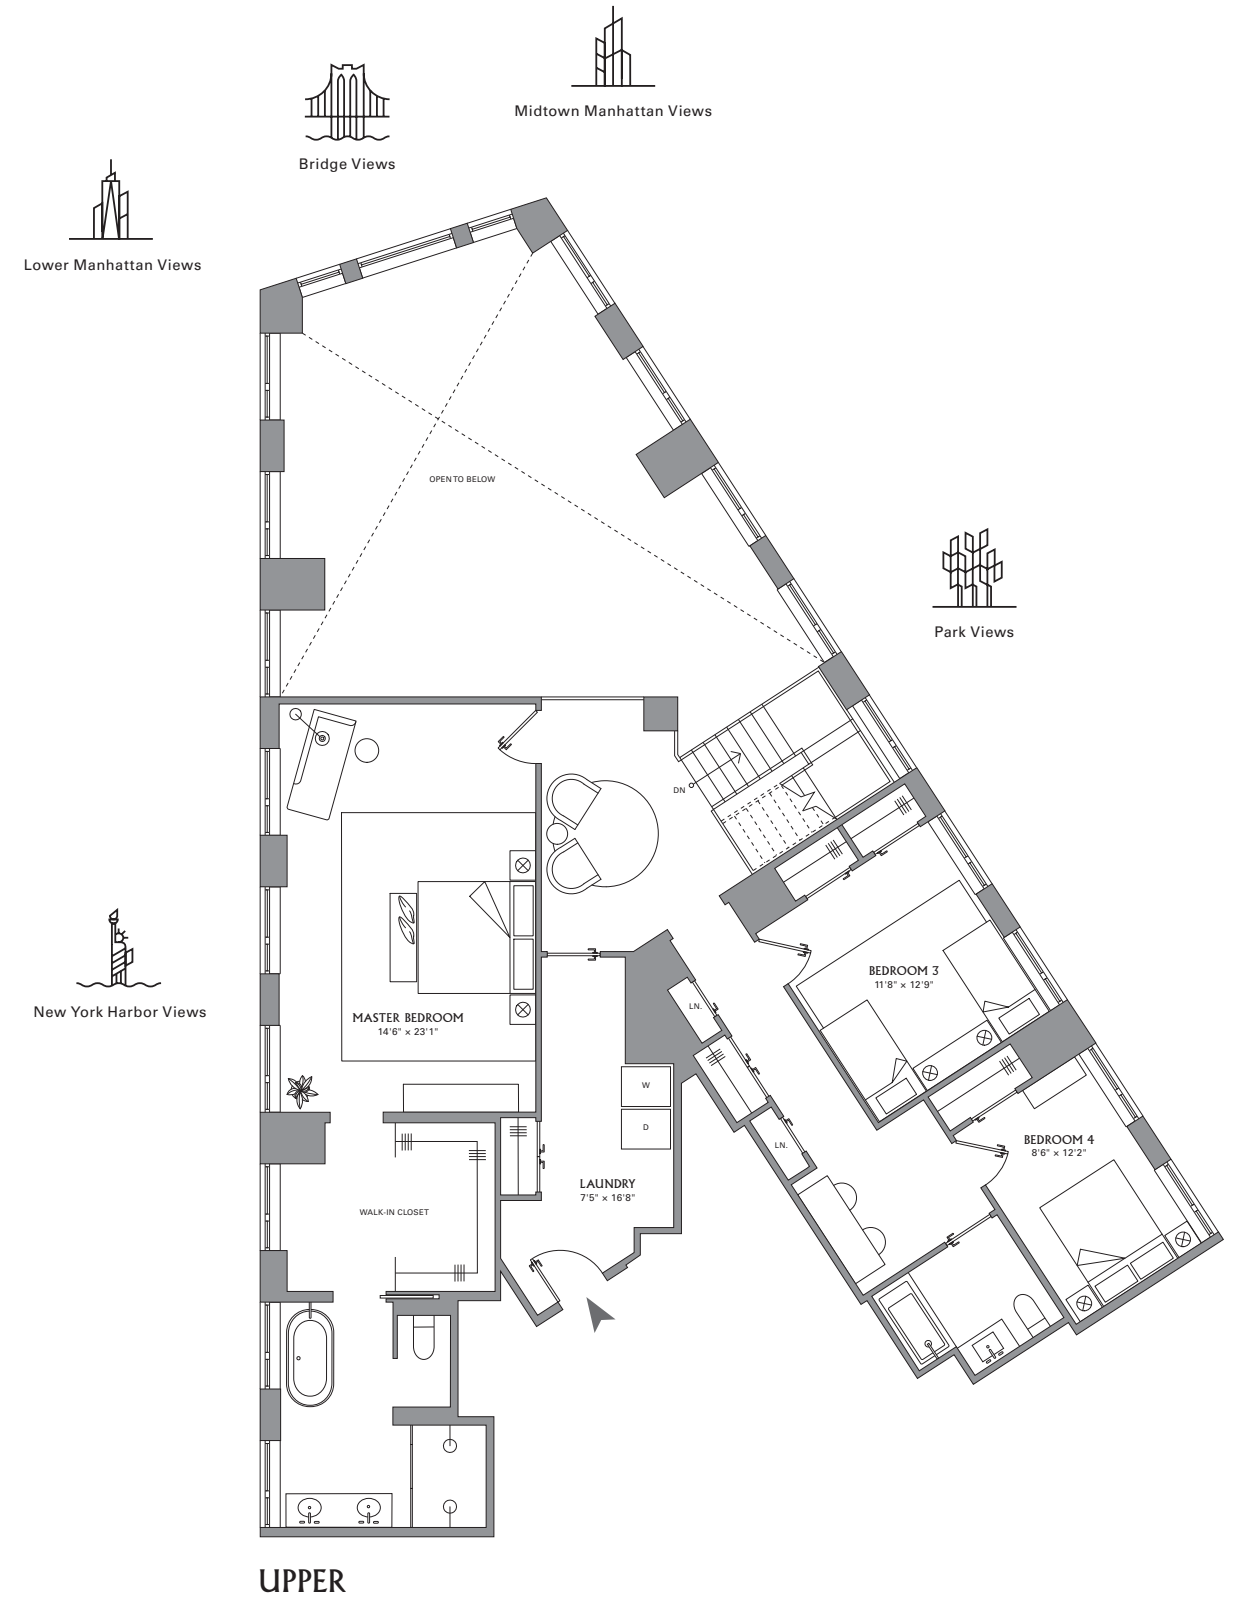 Midtown Manhattan Views
Bridge Views
Lower Manhattan Views
OPEN TO BELOW
Park Views
DN
BEDROOM 3
11'8" × 12'9"
New York Harbor Views
LN.
MASTER BEDROOM
14'6" × 23'1"
W
D
LN.
BEDROOM 4
8'6" × 12'2"
LAUNDRY
7'5" × 16'8"
WALK-IN CLOSET
UPPER